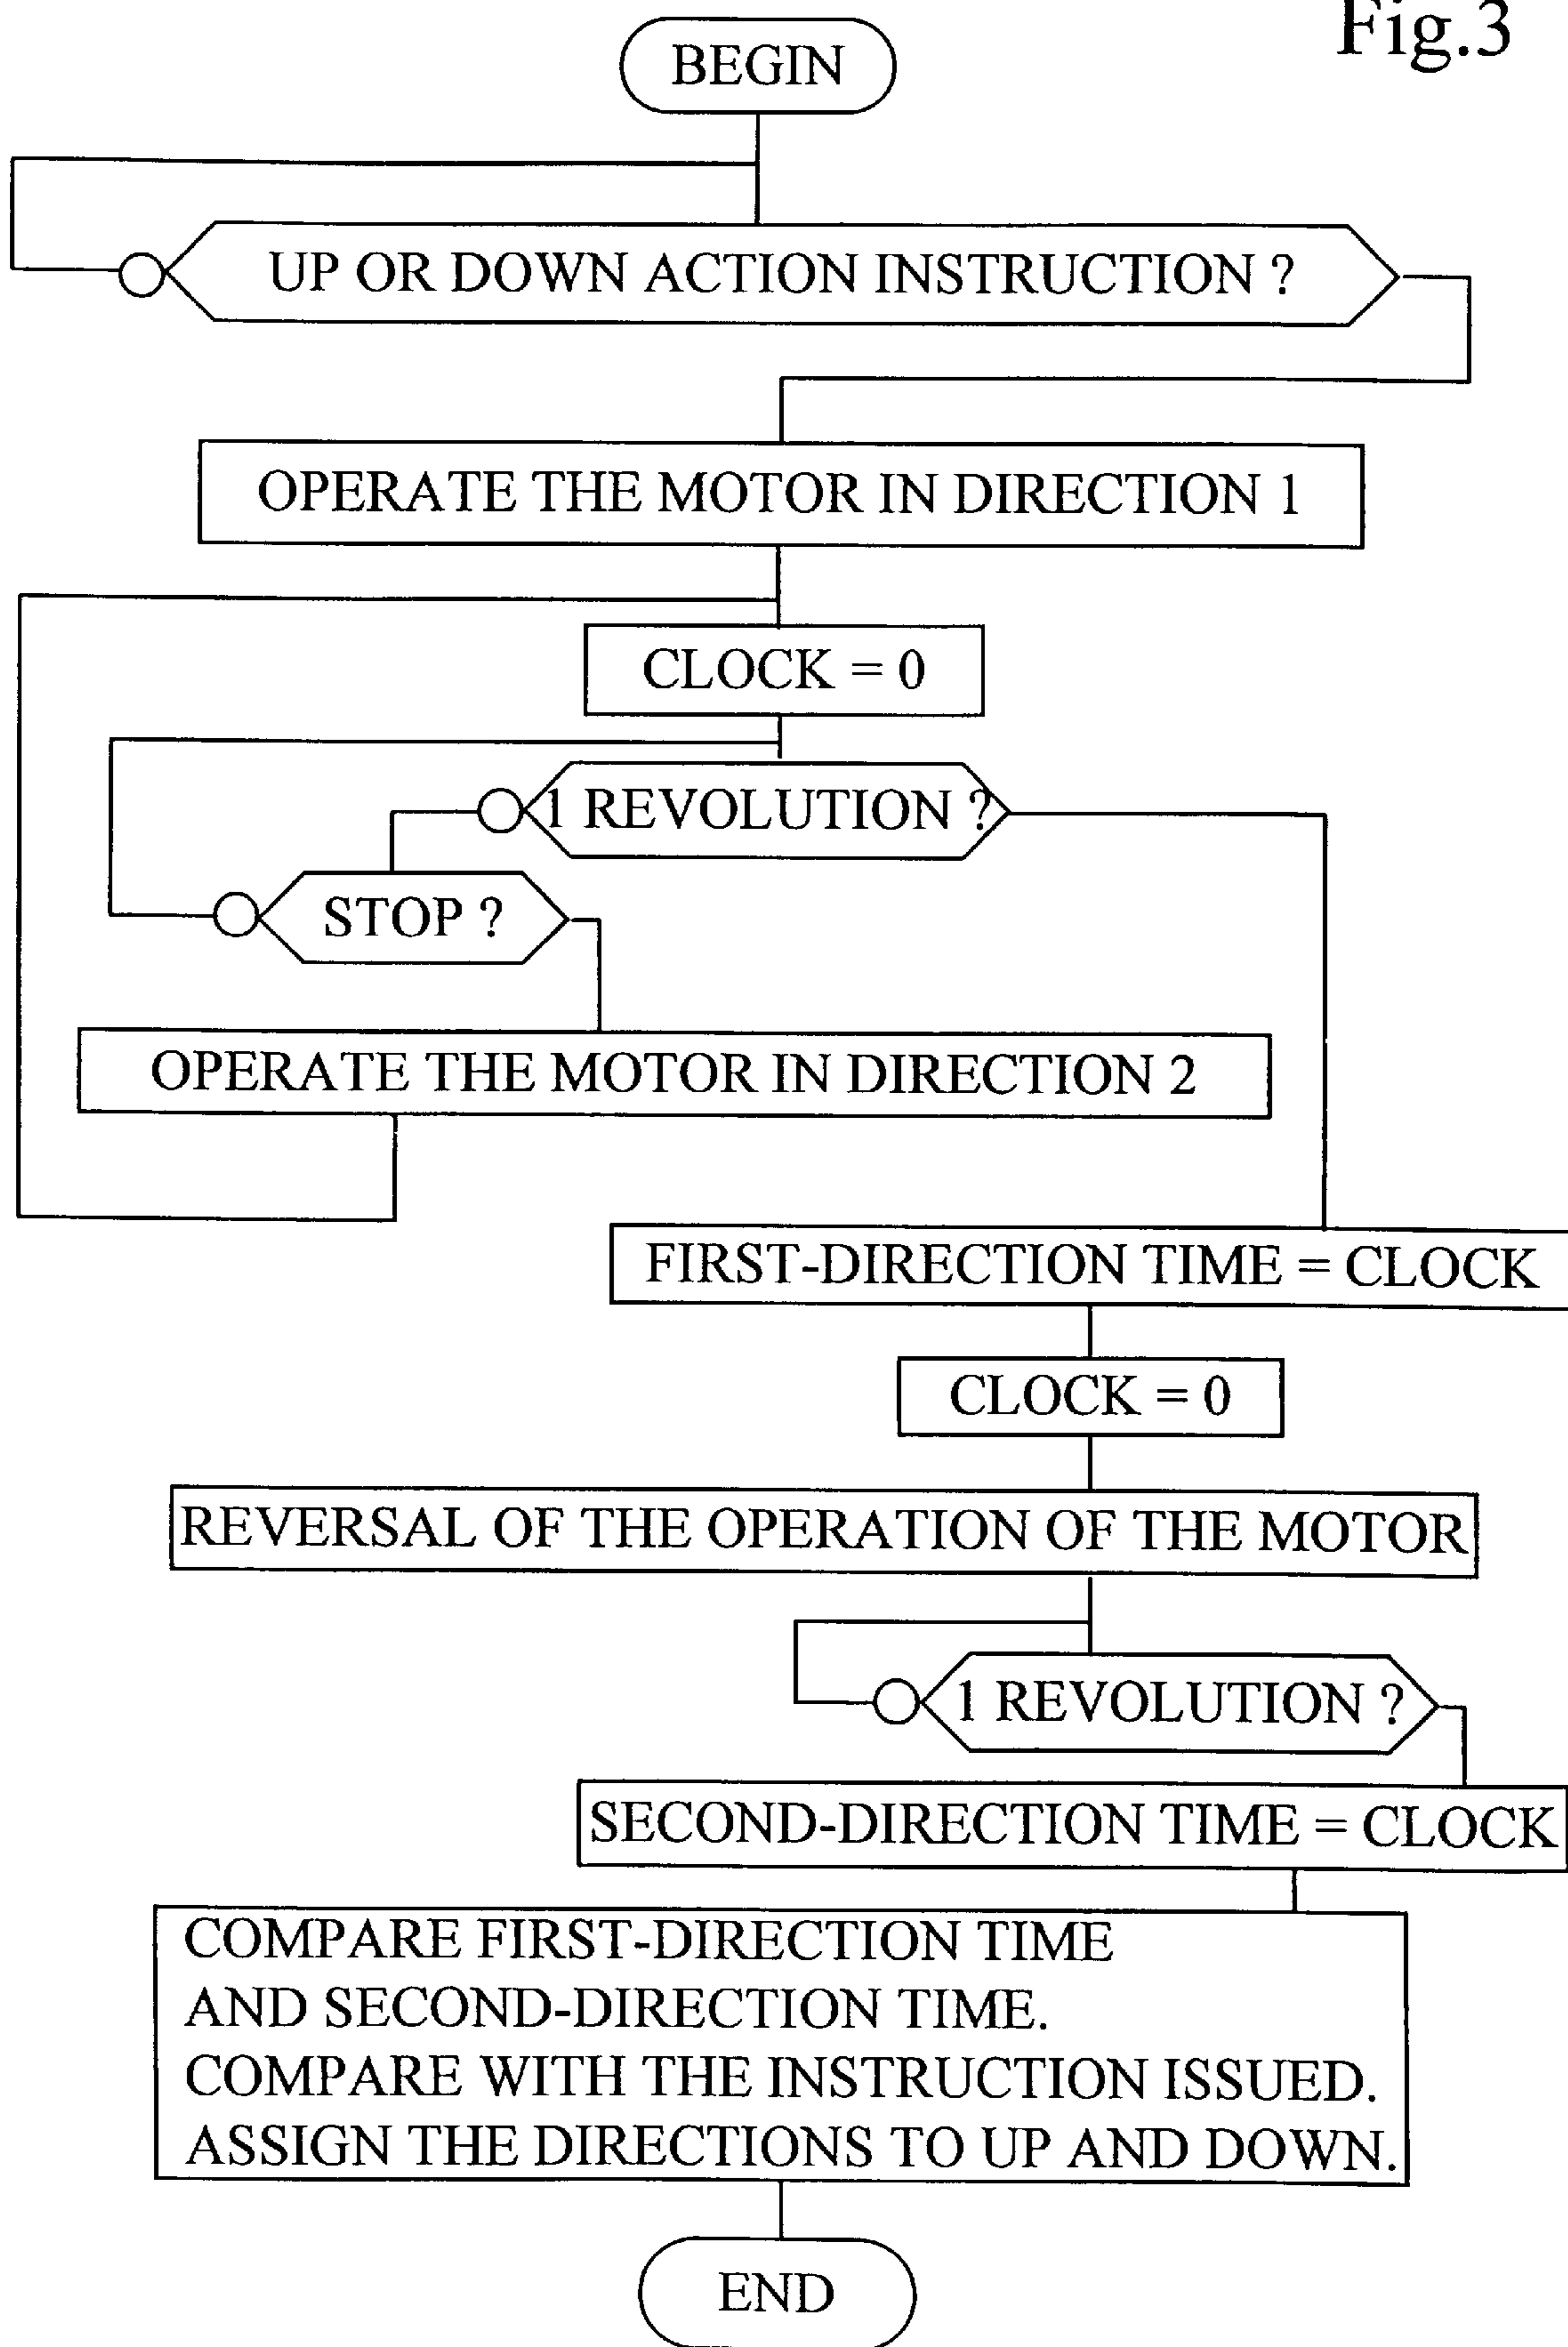 Fig.3
BEGIN
UP OR DOWN ACTION INSTRUCTION ?
OPERATE THE MOTOR IN DIRECTION 1
CLOCK = 0
1 REVOLUTION ?
STOP ?
OPERATE THE MOTOR IN DIRECTION 2
FIRST-DIRECTION TIME = CLOCK
CLOCK = 0
REVERSAL OF THE OPERATION OF THE MOTOR
1 REVOLUTION ?
SECOND-DIRECTION TIME = CLOCK
COMPARE FIRST-DIRECTION TIME
AND SECOND-DIRECTION TIME.
COMPARE WITH THE INSTRUCTION ISSUED.
ASSIGN THE DIRECTIONS TO UP AND DOWN.
END